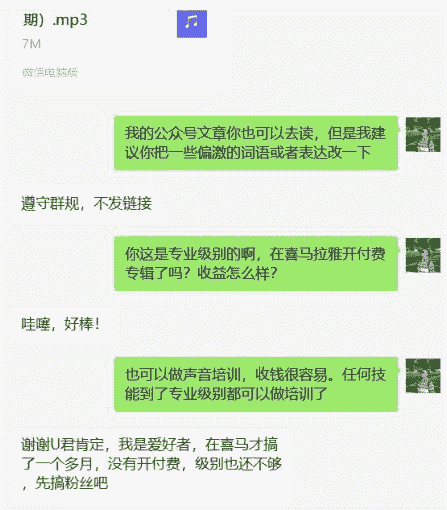 期）.mp3
7M
微信电脑版
我的公众号文章你也可以去读，但是我建
议你把一些偏激的词语或者表达改一下
遵守群规，不发链接
你这是专业级别的啊，在喜马拉雅开付费
专辑了吗？收益怎么样？
哇噻，好棒！
也可以做声音培训，收钱很容易。任何技
能到了专业级别都可以做培训了
谢谢U君肯定，我是爱好者，在喜马才搞
了一个多月，没有开付费，级别也还不够
，先搞粉丝吧